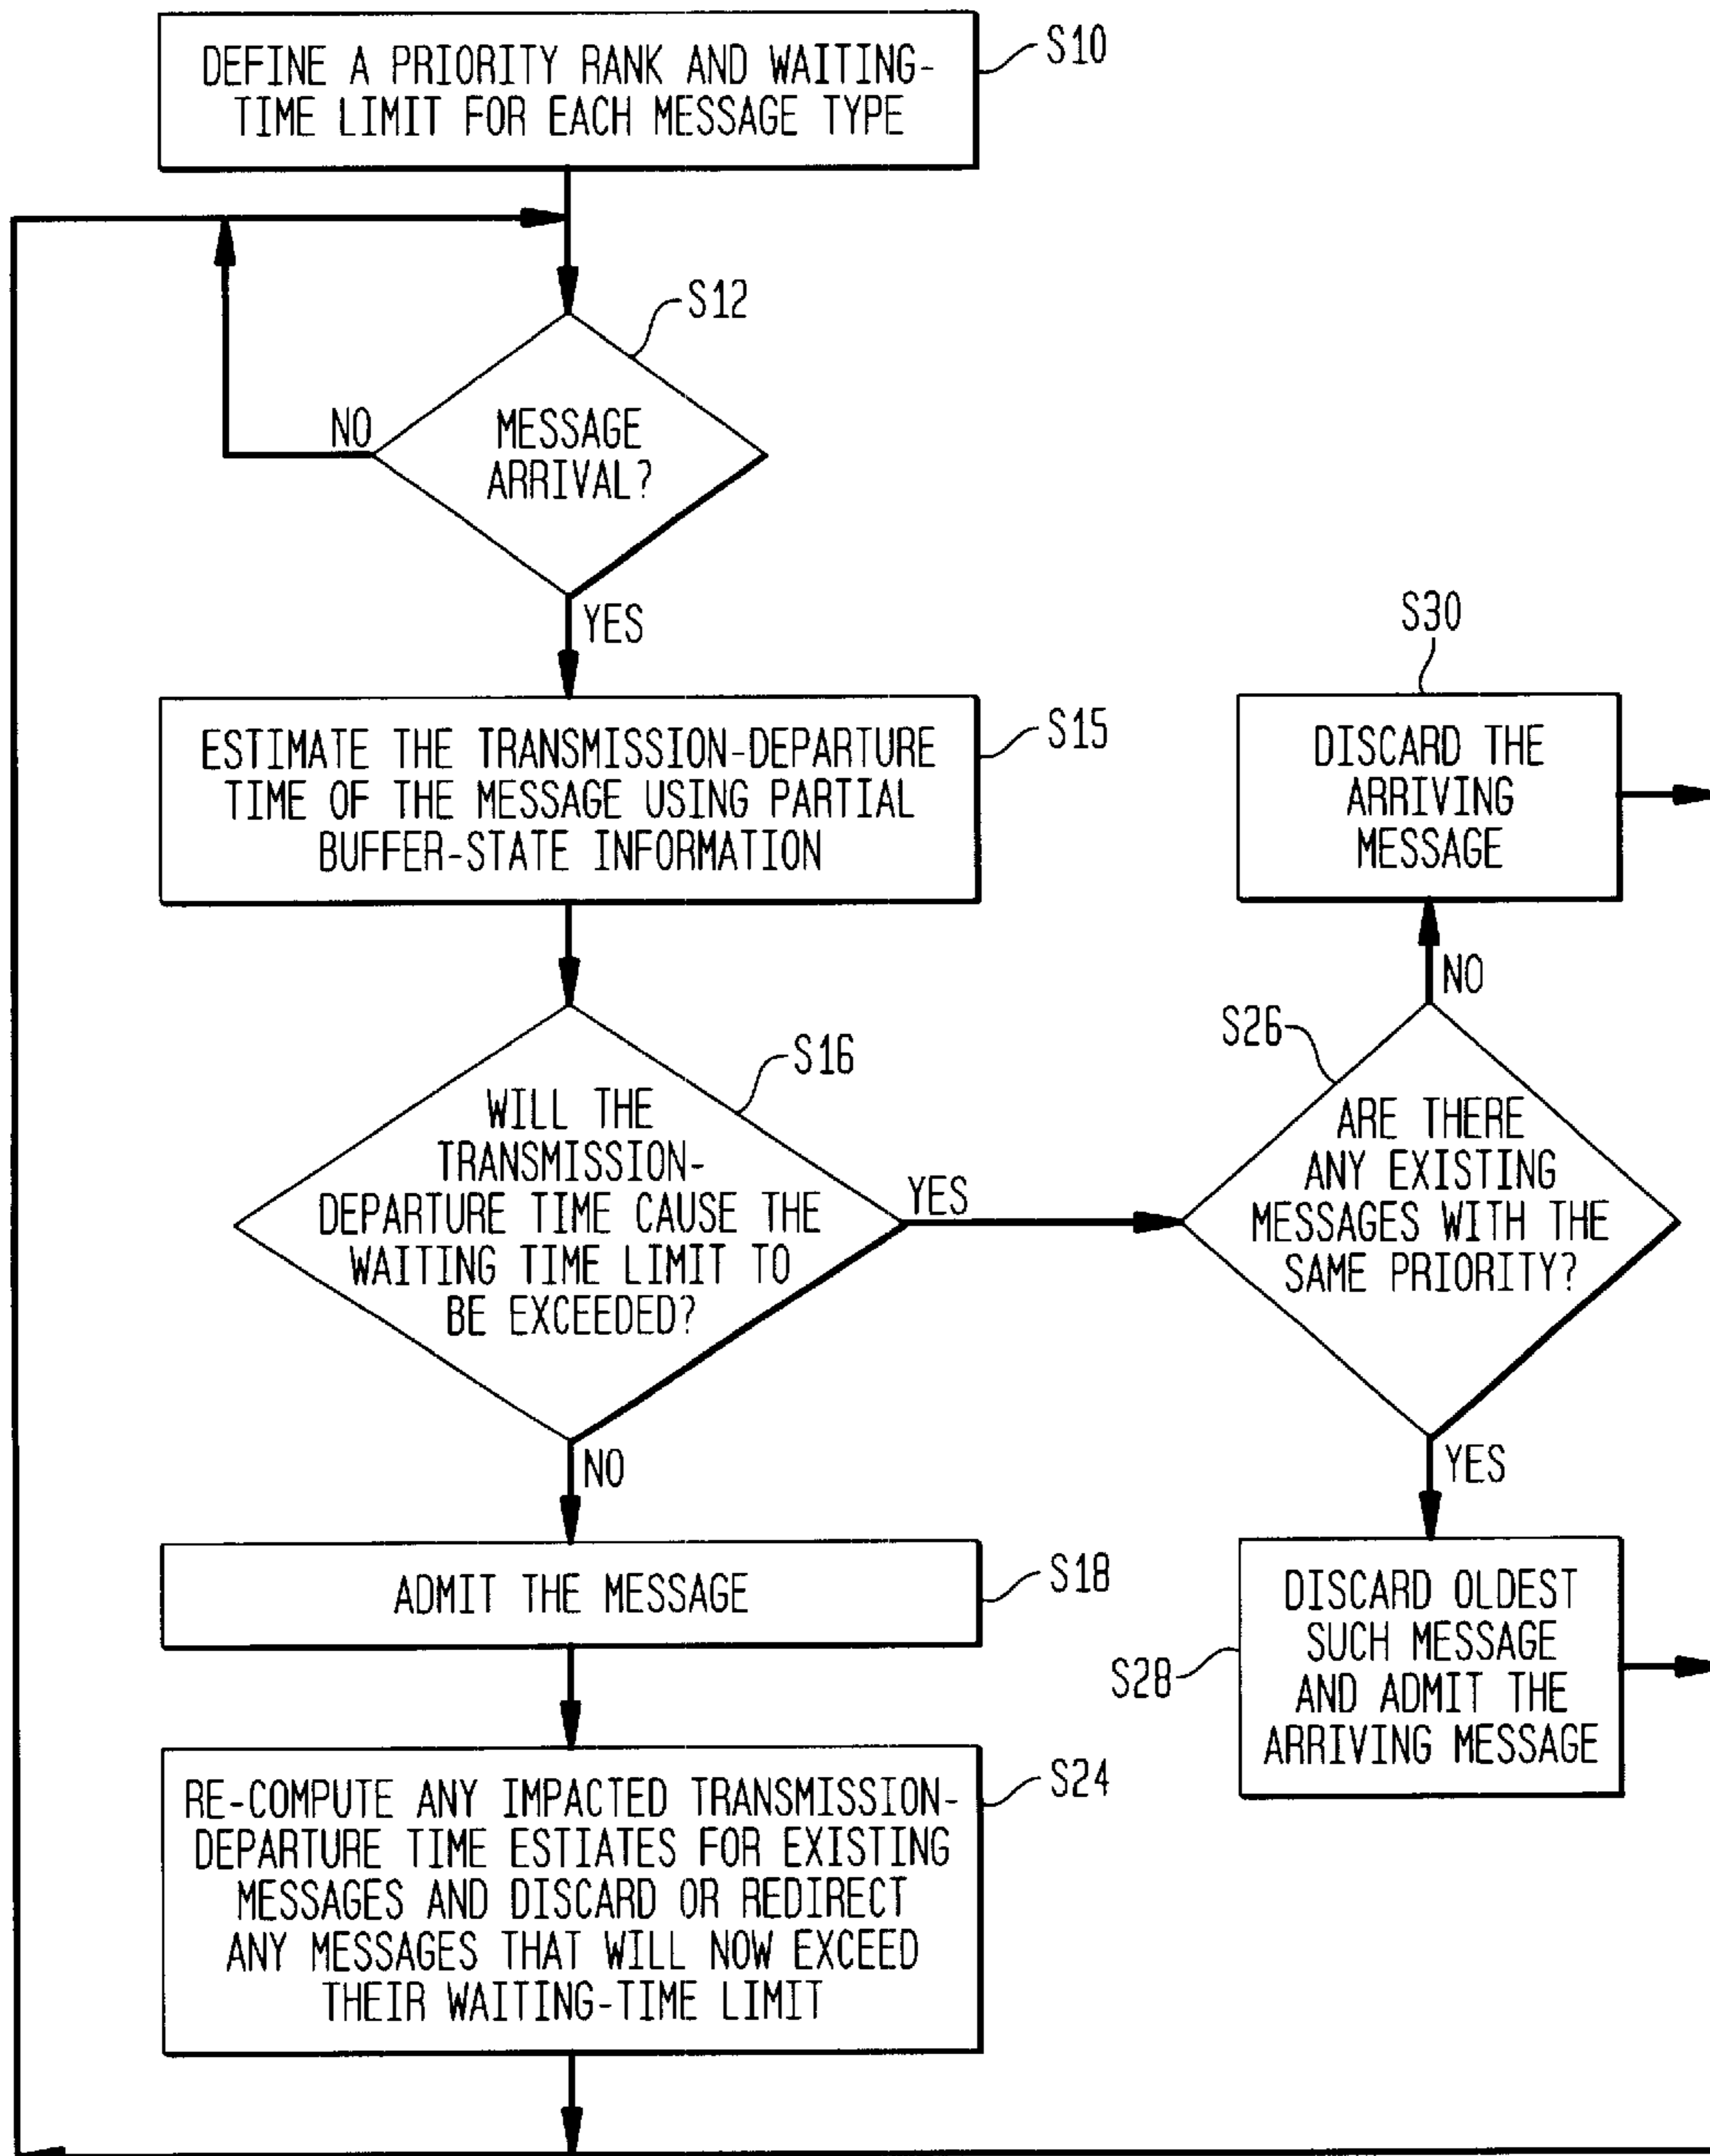 DEFINE A PRIORITY RANK AND WAITING-
TIME LIMIT FOR EACH MESSAGE TYPE
S10
S12
MESSAGE
ARRIVAL?
NO
YES
ESTIMATE THE TRANSMISSION-DEPARTURE
TIME OF THE MESSAGE USING PARTIAL
BUFFER-STATE INFORMATION
S15
WILL THE
TRANSMISSION-
DEPARTURE TIME CAUSE THE
WAITING TIME LIMIT TO
BE EXCEEDED?
S16
YES
NO
ADMIT THE MESSAGE
S18
RE-COMPUTE ANY IMPACTED TRANSMISSION-
DEPARTURE TIME ESTIATES FOR EXISTING
MESSAGES AND DISCARD OR REDIRECT
ANY MESSAGES THAT WILL NOW EXCEED
THEIR WAITING-TIME LIMIT
S24
S30
DISCARD THE
ARRIVING
MESSAGE
NO
S26
ARE THERE
ANY EXISTING
MESSAGES WITH THE
SAME PRIORITY?
YES
DISCARD OLDEST
SUCH MESSAGE
AND ADMIT THE
ARRIVING MESSAGE
S28